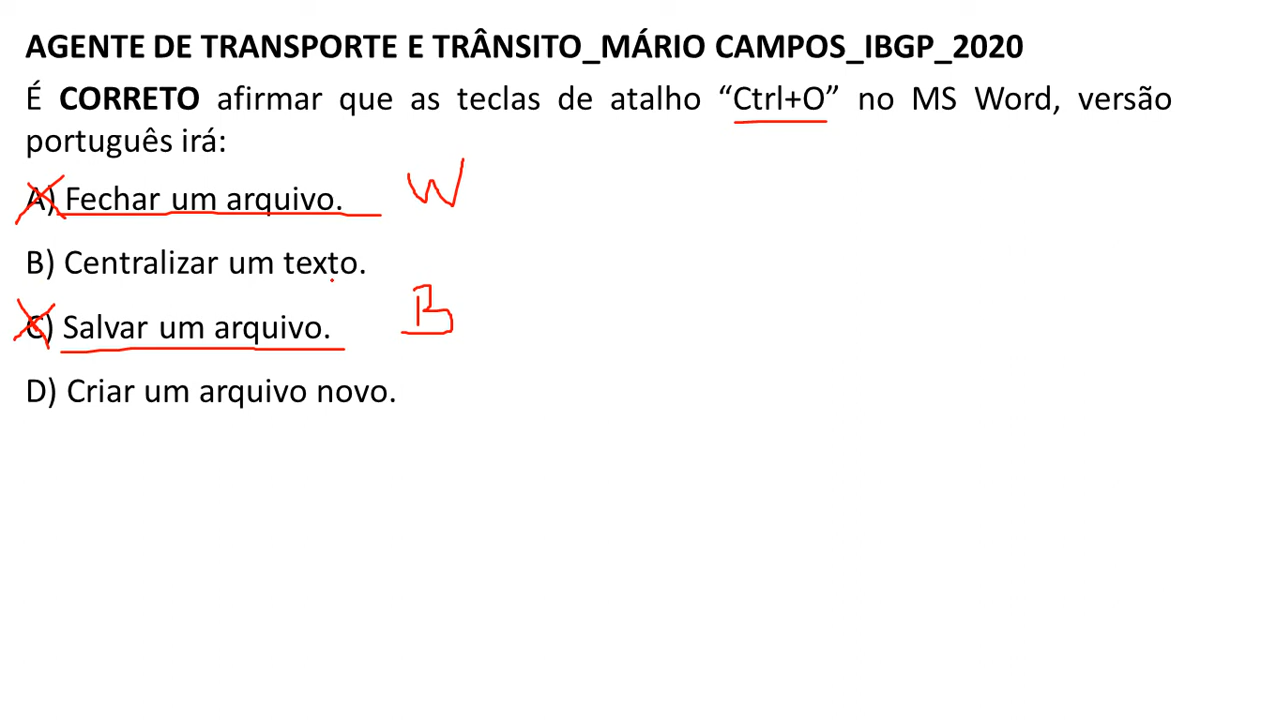 AGENTE DE TRANSPORTE E TRÂNSITO_MÁRIO CAMPOS_IBGP_2020
É CORRETO afirmar que as teclas de atalho “Ctrl+O” no MS Word, versão
português irá:
A) Fechar um arquivo. W
B) Centralizar um texto.
C) Salvar um arquivo. B
D) Criar um arquivo novo.